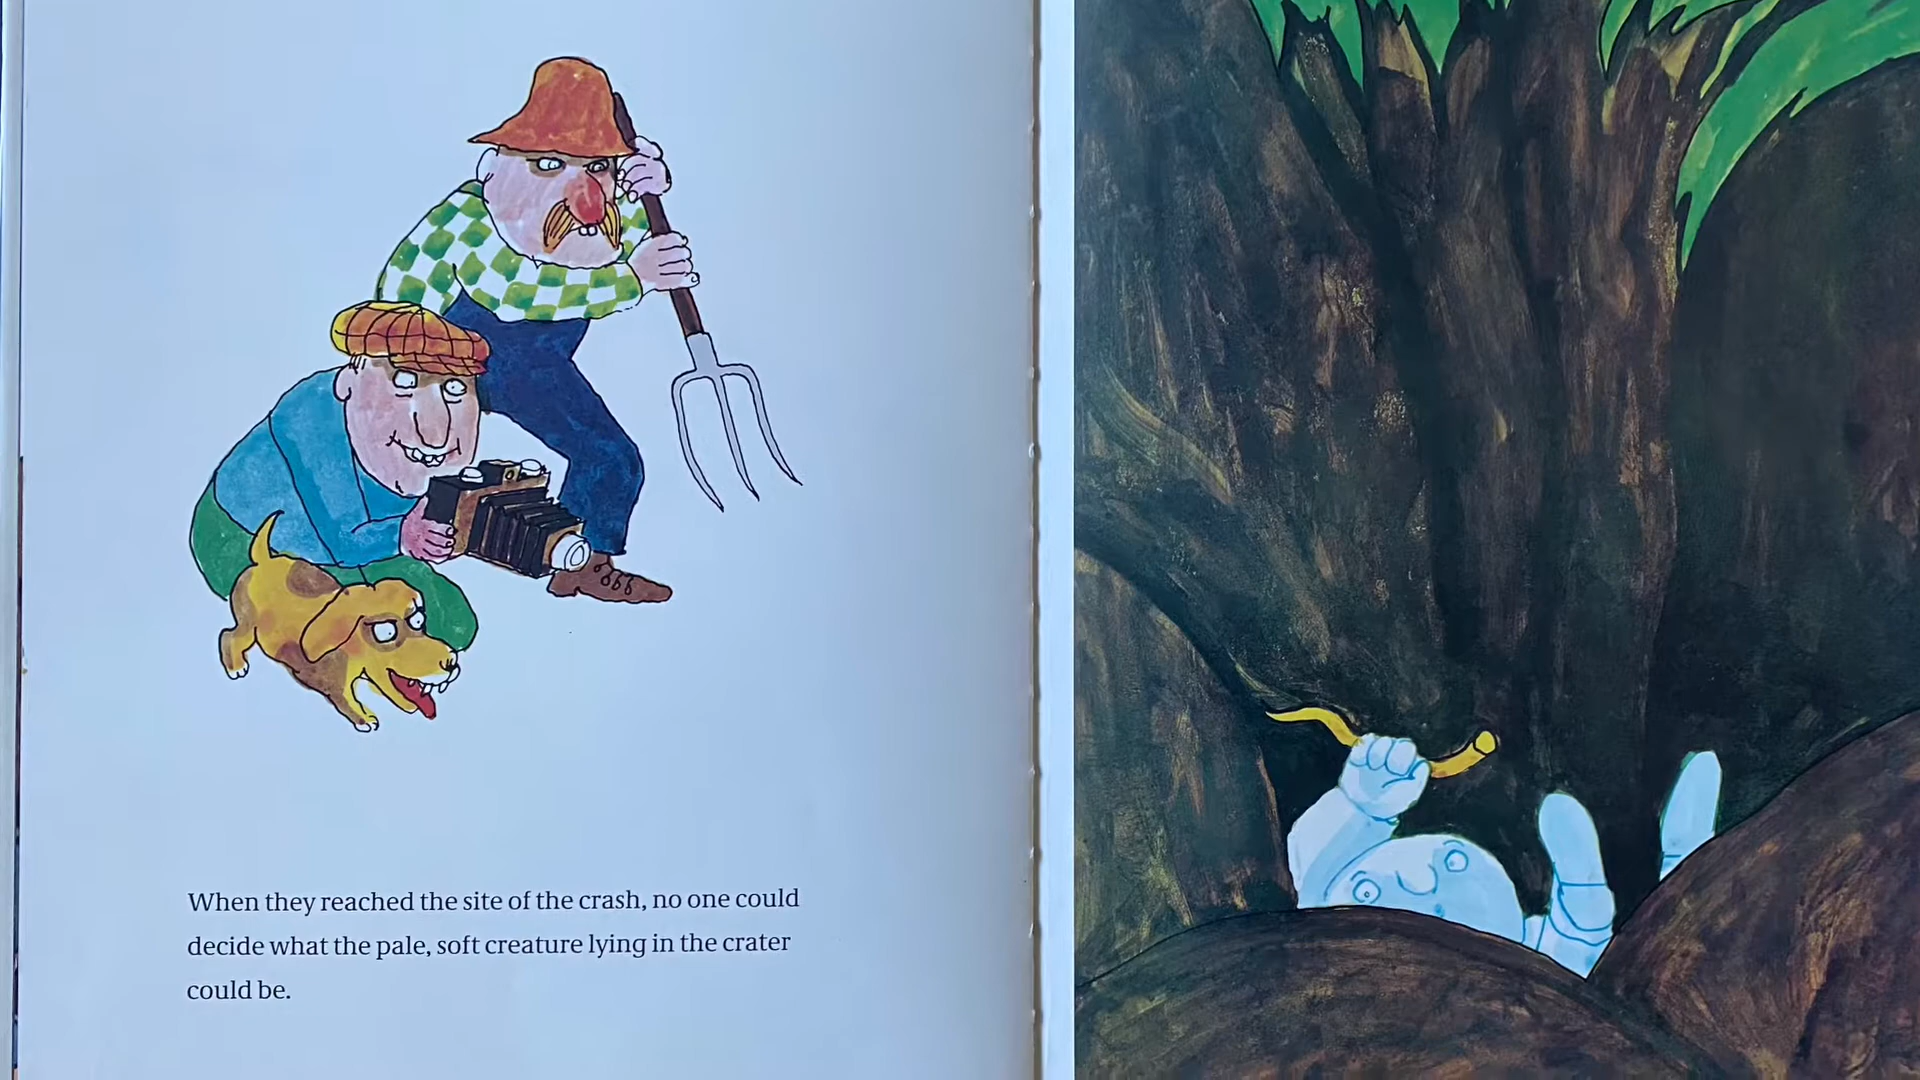 When they reached the site of the crash, no one could
decide what the pale, soft creature lying in the crater
could be.